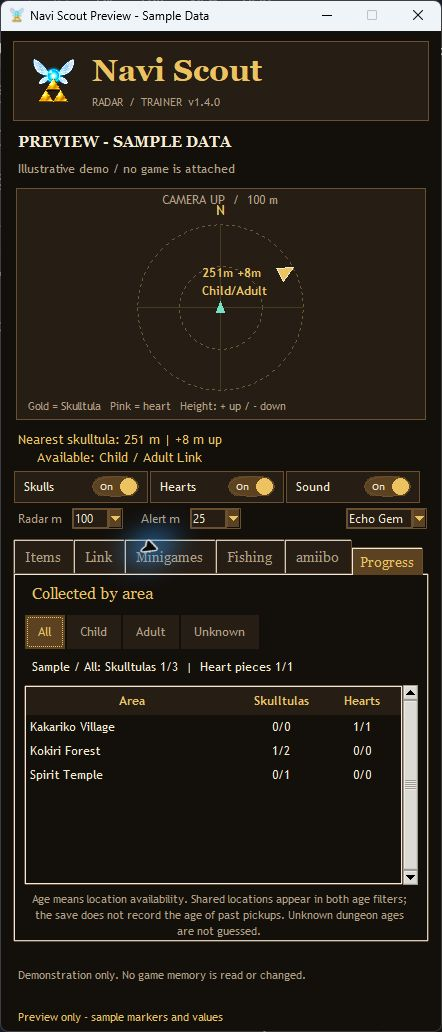 Navi Scout Preview - Sample Data
Navi Scout
RADAR / TRAINER v1.4.0
PREVIEW - SAMPLE DATA
Illustrative demo / no game is attached
CAMERA UP / 100 m
N
251m +8m
Child/Adult
Gold = Skulltula Pink = heart Height: + up / - down
Nearest skulltula: 251 m | +8 m up
Available: Child / Adult Link
Skulls On Hearts On Sound On
Radar m 100 Alert m 25 Echo Gem
Items Link Minigames Fishing amiibo Progress
Collected by area
All Child Adult Unknown
Sample / All: Skulltulas 1/3 | Heart pieces 1/1
Area Skulltulas Hearts
Kakariko Village 0/0 1/1
Kokiri Forest 1/2 0/0
Spirit Temple 0/1 0/0
Age means location availability. Shared locations appear in both age filters;
the save does not record the age of past pickups. Unknown dungeon ages
are not guessed.
Demonstration only. No game memory is read or changed.
Preview only - sample markers and values